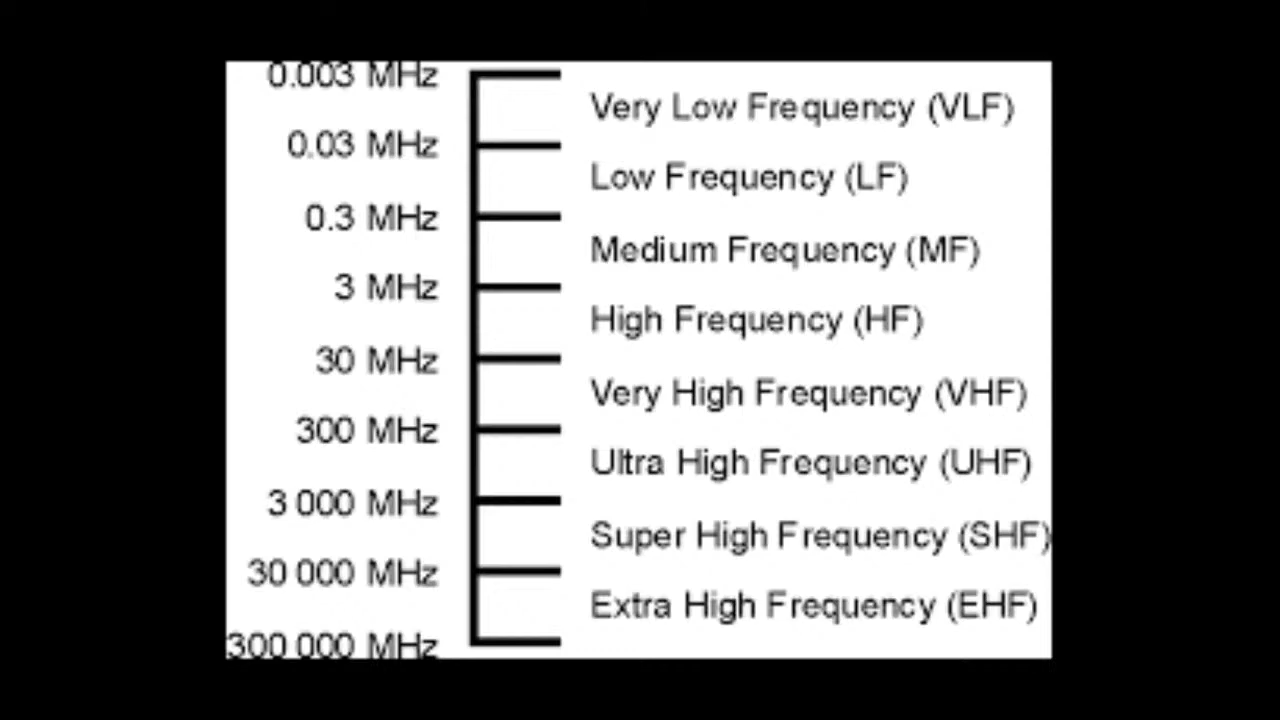 0.003 MHz
Very Low Frequency (VLF)
0.03 MHz
Low Frequency (LF)
0.3 MHz
Medium Frequency (MF)
3 MHz
High Frequency (HF)
30 MHz
Very High Frequency (VHF)
300 MHz
Ultra High Frequency (UHF)
3 000 MHz
Super High Frequency (SHF)
30 000 MHz
Extra High Frequency (EHF)
300 000 MHz